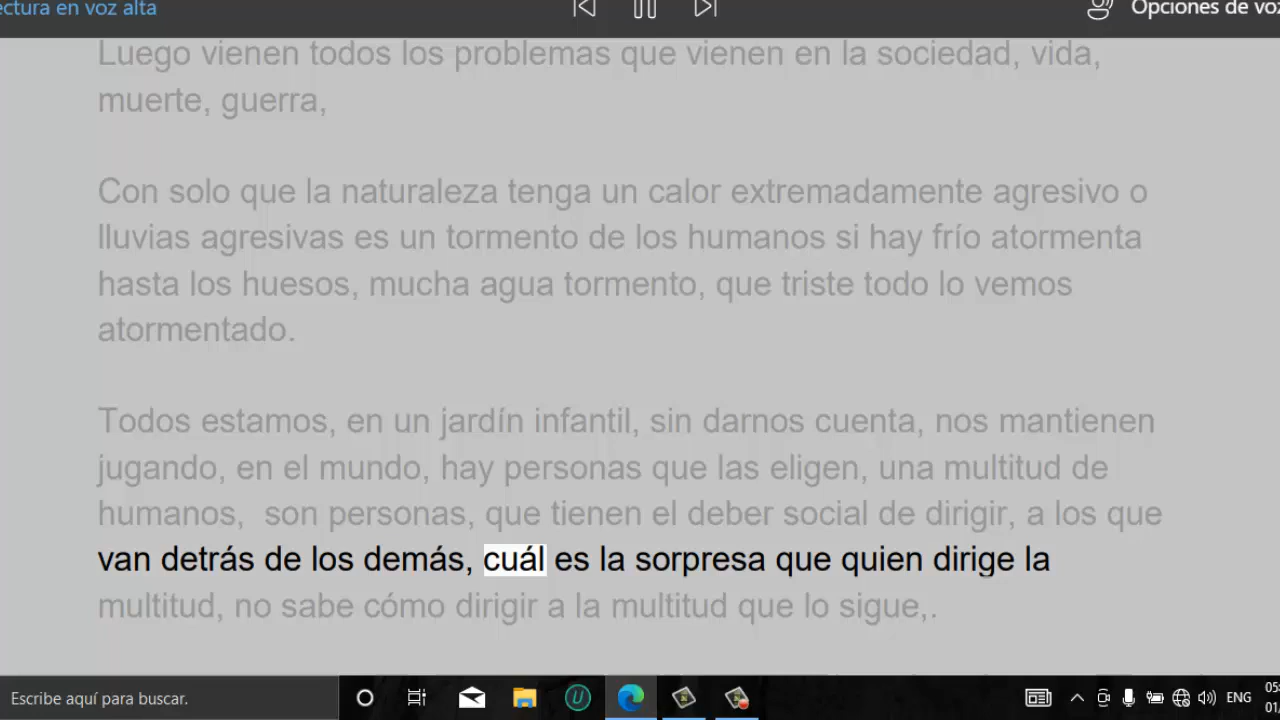 ectura en voz alta
Opciones de voz
Luego vienen todos los problemas que vienen en la sociedad, vida,
muerte, guerra,
Con solo que la naturaleza tenga un calor extremadamente agresivo o
lluvias agresivas es un tormento de los humanos si hay frío atormenta
hasta los huesos, mucha agua tormento, que triste todo lo vemos
atormentado.
Todos estamos, en un jardín infantil, sin darnos cuenta, nos mantienen
jugando, en el mundo, hay personas que las eligen, una multitud de
humanos,  son personas, que tienen el deber social de dirigir, a los que
van detrás de los demás, cuál es la sorpresa que quien dirige la
multitud, no sabe cómo dirigir a la multitud que lo sigue,.
Escribe aquí para buscar.
ENG
05:
01/